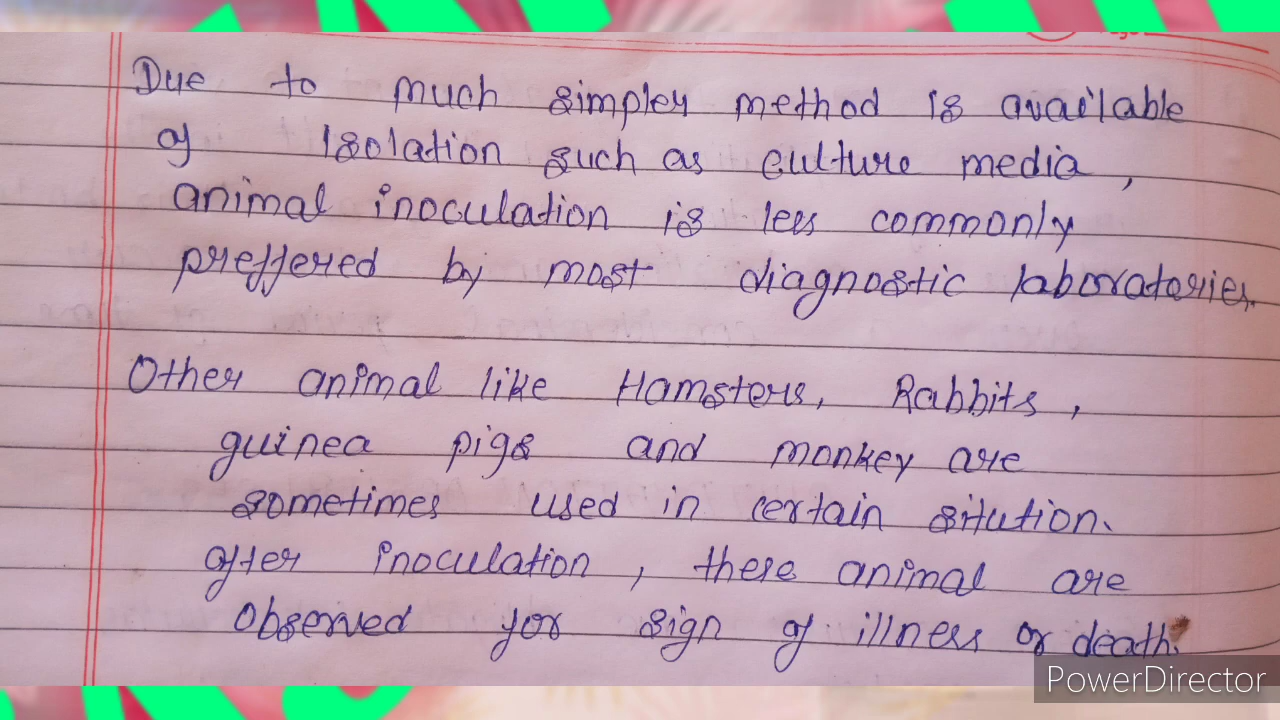 Due to much simpler method is available
of Isolation such as culture media,
animal inoculation is less commonly
preffered by most diagnostic laboratories.
Other animal like Hamsters, Rabbits,
guinea pigs and monkey are
sometimes used in certain sitution.
after inoculation, these animal are
Observed for sign of illness or death.
PowerDirector